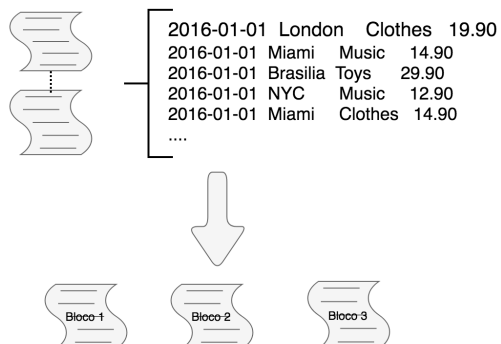 2016-01-01 London Clothes 19.90
2016-01-01 Miami Music 14.90
2016-01-01 Brasilia Toys 29.90
2016-01-01 NYC Music 12.90
2016-01-01 Miami Clothes 14.90
....
Bloco 1 Bloco 2 Bloco 3